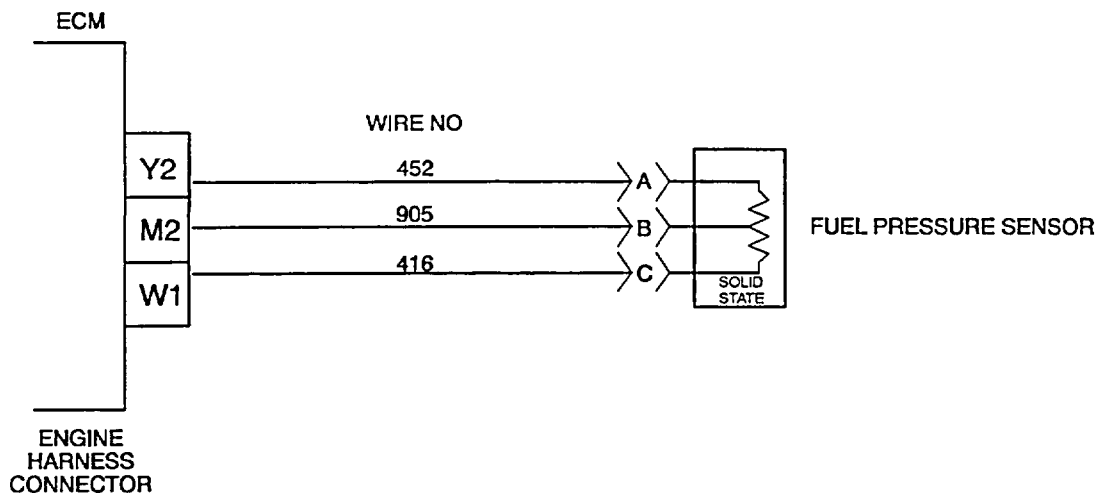 ECM
WIRE NO
Y2
452
A
M2
905
B
FUEL PRESSURE SENSOR
W1
416
C
SOLID
STATE
ENGINE
HARNESS
CONNECTOR